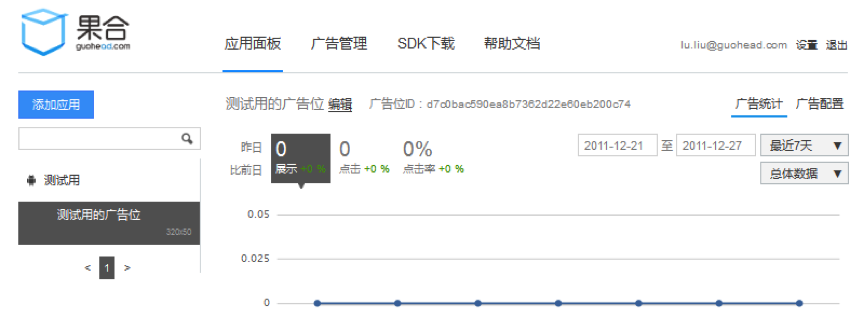 果合
guohead.com
应用面板 广告管理 SDK下载 帮助文档
lu.liu@guohead.com 设置 退出
添加应用
测试用的广告位 编辑 广告位ID：d7c0bac590ea8b7362d22e60eb200c74
广告统计 广告配置
昨日 0 0 0%
比前日 展示 +0 % 点击 +0 % 点击率 +0 %
2011-12-21 至 2011-12-27 最近7天 ▼
总体数据 ▼
测试用
测试用的广告位
320x50
< 1 >
0.05
0.025
0